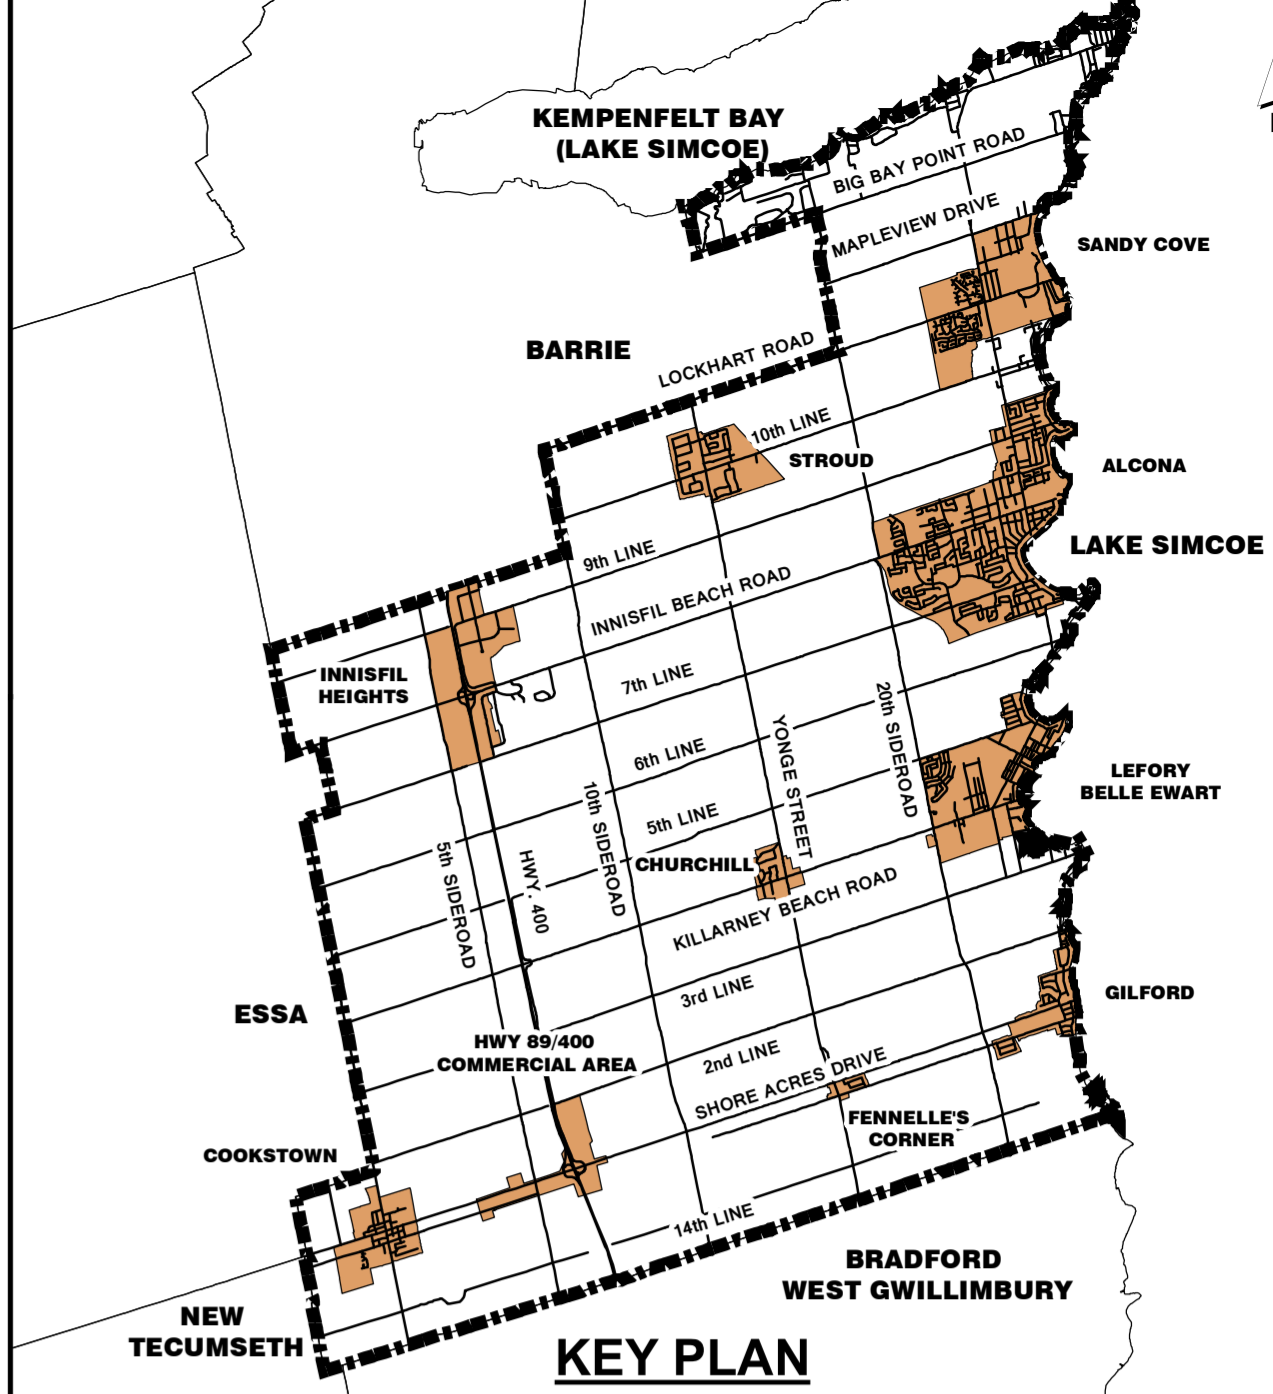 KEMPENFELT BAY
(LAKE SIMCOE)
BIG BAY POINT ROAD
MAPLEVIEW DRIVE
SANDY COVE
BARRIE
LOCKHART ROAD
10th LINE
STROUD
ALCONA
LAKE SIMCOE
9th LINE
INNISFIL BEACH ROAD
INNISFIL
HEIGHTS
7th LINE
20th SIDEROAD
YONGE STREET
6th LINE
LEFORY
BELLE EWART
10th SIDEROAD
5th LINE
5th SIDEROAD
HWY. 400
CHURCHILL
KILLARNEY BEACH ROAD
3rd LINE
GILFORD
ESSA
HWY 89/400
COMMERCIAL AREA
2nd LINE
SHORE ACRES DRIVE
FENNELLE'S
CORNER
COOKSTOWN
14th LINE
BRADFORD
WEST GWILLIMBURY
NEW
TECUMSETH
KEY PLAN